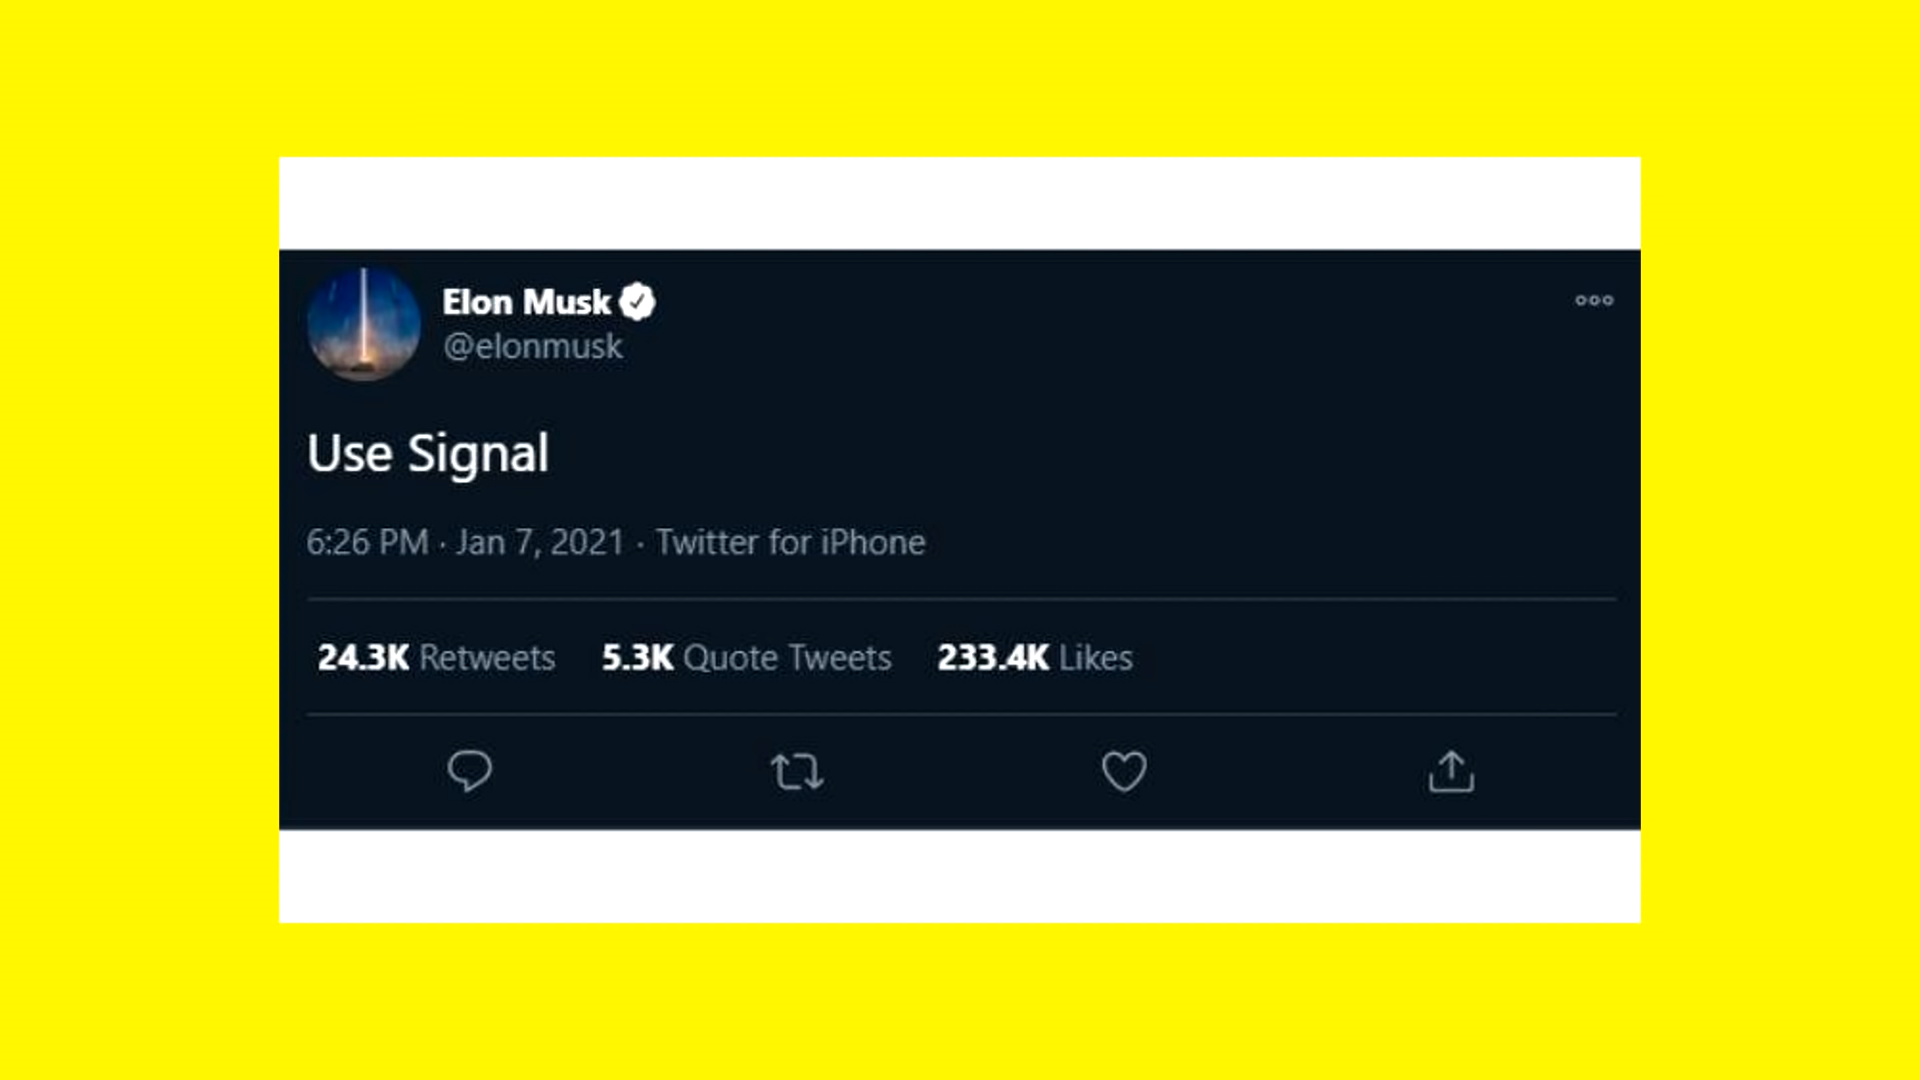 Elon Musk
@elonmusk
Use Signal
6:26 PM · Jan 7, 2021 · Twitter for iPhone
24.3K Retweets 5.3K Quote Tweets 233.4K Likes